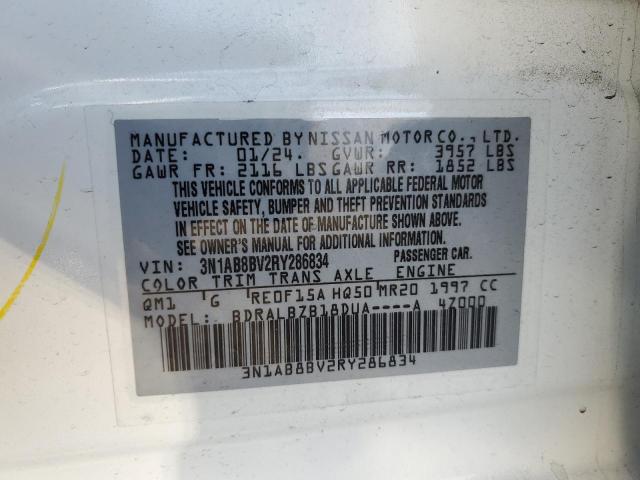 MANUFACTURED BY NISSAN MOTOR CO., LTD.
DATE: 01/24. GVWR: 3957 LBS
GAWR FR: 2116 LBS GAWR RR: 1852 LBS
THIS VEHICLE CONFORMS TO ALL APPLICABLE FEDERAL MOTOR
VEHICLE SAFETY, BUMPER AND THEFT PREVENTION STANDARDS
IN EFFECT ON THE DATE OF MANUFACTURE SHOWN ABOVE.
SEE OWNER'S MANUAL FOR ADDITIONAL INFORMATION.
VIN: 3N1AB8BV2RY286834 PASSENGER CAR.
COLOR TRIM TRANS AXLE ENGINE
QM1 G RE0F15A HQ50 MR20 1997 CC
MODEL: BDRALBZB18DUA----A 4Z000
3N1AB8BV2RY286834